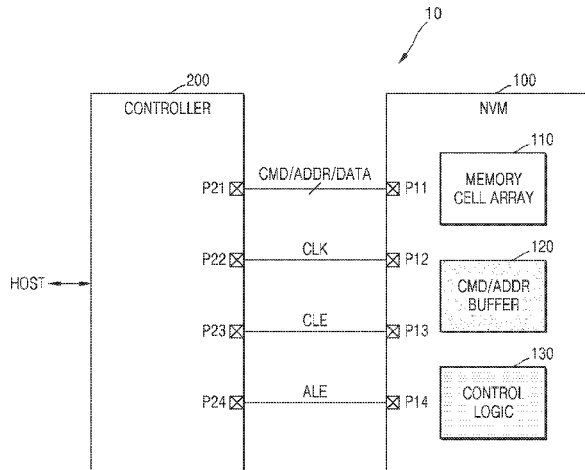 10
200
100
CONTROLLER
NVM
110
P21
CMD/ADDR/DATA
P11
MEMORY
CELL ARRAY
P22
CLK
P12
120
HOST
CMD/ADDR
BUFFER
P23
CLE
P13
130
P24
ALE
P14
CONTROL
LOGIC